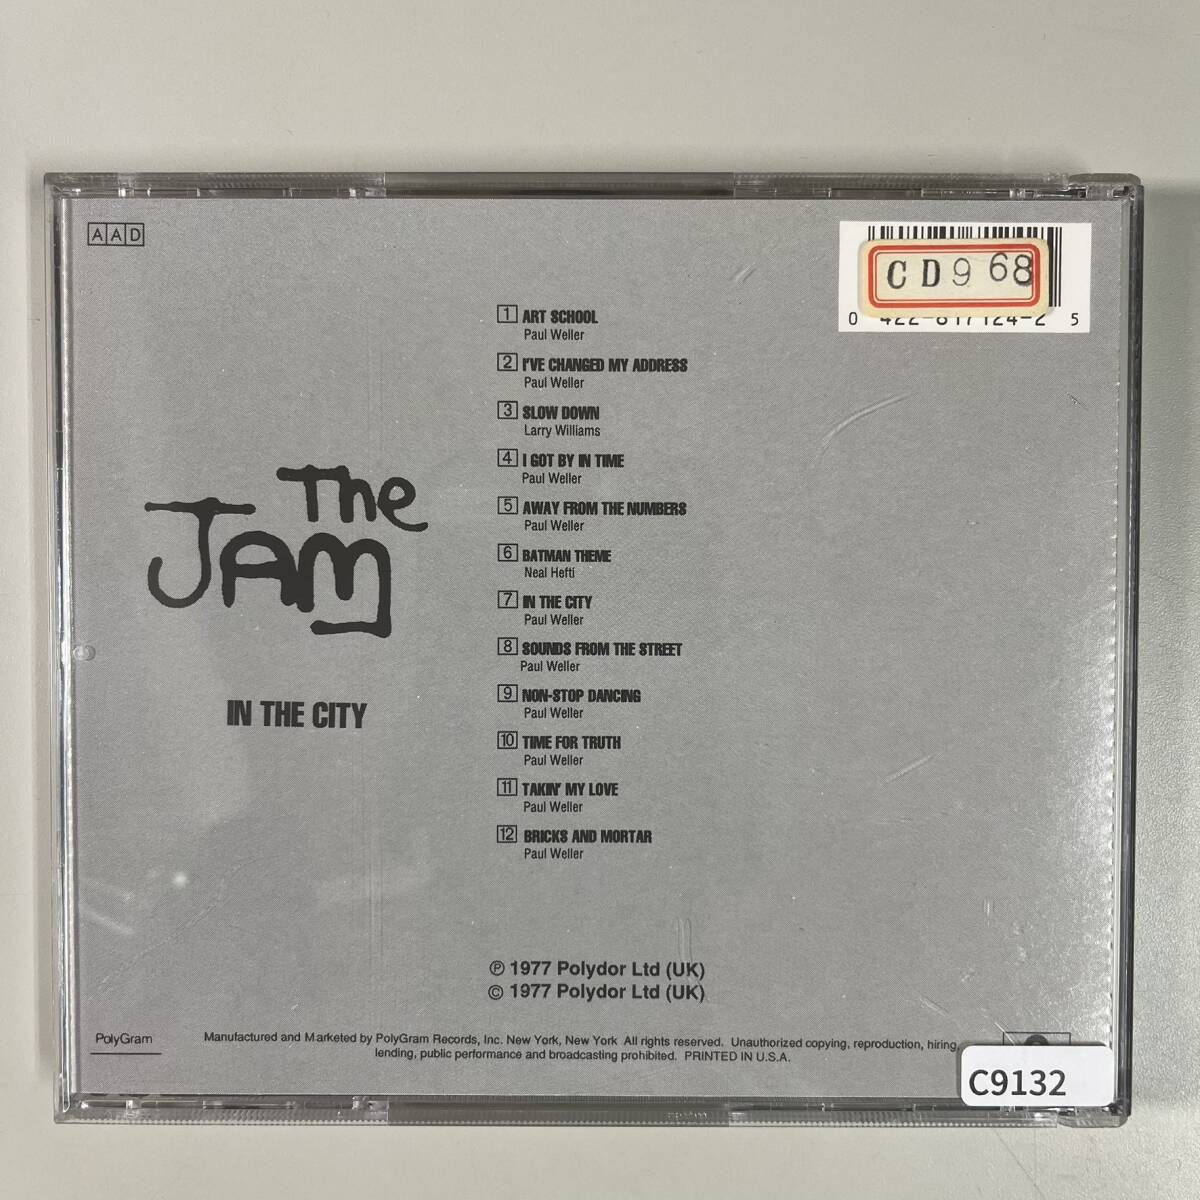 AAD
CD968
0 422-817124-2 5
1 ART SCHOOL
Paul Weller
2 I'VE CHANGED MY ADDRESS
Paul Weller
3 SLOW DOWN
Larry Williams
4 I GOT BY IN TIME
Paul Weller
5 AWAY FROM THE NUMBERS
Paul Weller
6 BATMAN THEME
Neal Hefti
7 IN THE CITY
Paul Weller
8 SOUNDS FROM THE STREET
Paul Weller
9 NON-STOP DANCING
Paul Weller
10 TIME FOR TRUTH
Paul Weller
11 TAKIN' MY LOVE
Paul Weller
12 BRICKS AND MORTAR
Paul Weller
The
JAM
IN THE CITY
℗ 1977 Polydor Ltd (UK)
© 1977 Polydor Ltd (UK)
PolyGram
Manufactured and Marketed by PolyGram Records, Inc. New York, New York All rights reserved. Unauthorized copying, reproduction, hiring,
lending, public performance and broadcasting prohibited. PRINTED IN U.S.A.
C9132